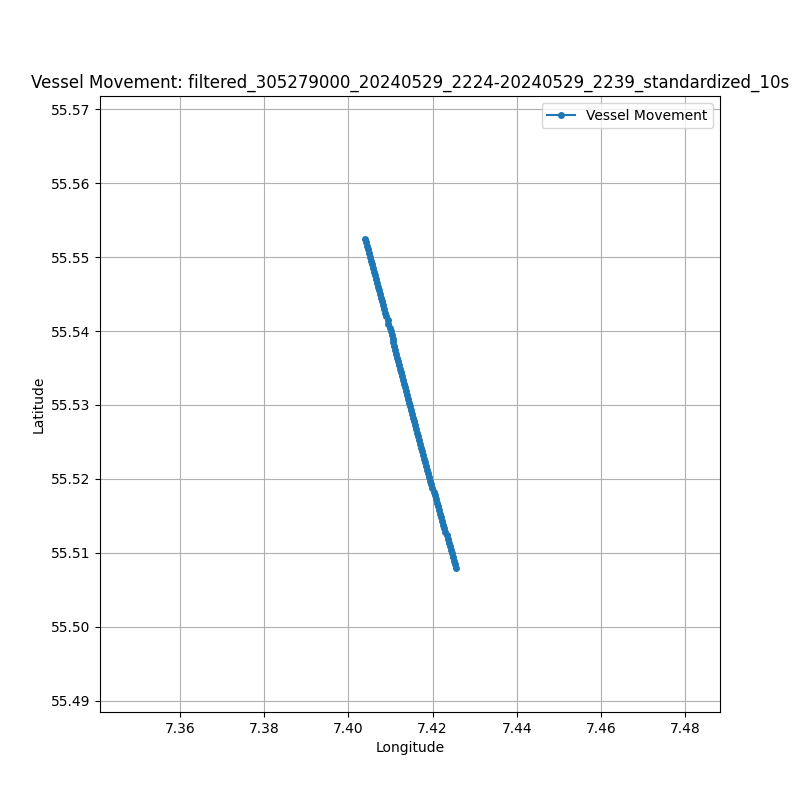 Vessel Movement: filtered_305279000_20240529_2224-20240529_2239_standardized_10s
Vessel Movement
55.57
55.56
55.55
55.54
55.53
55.52
55.51
55.50
55.49
Latitude
7.36 7.38 7.40 7.42 7.44 7.46 7.48
Longitude